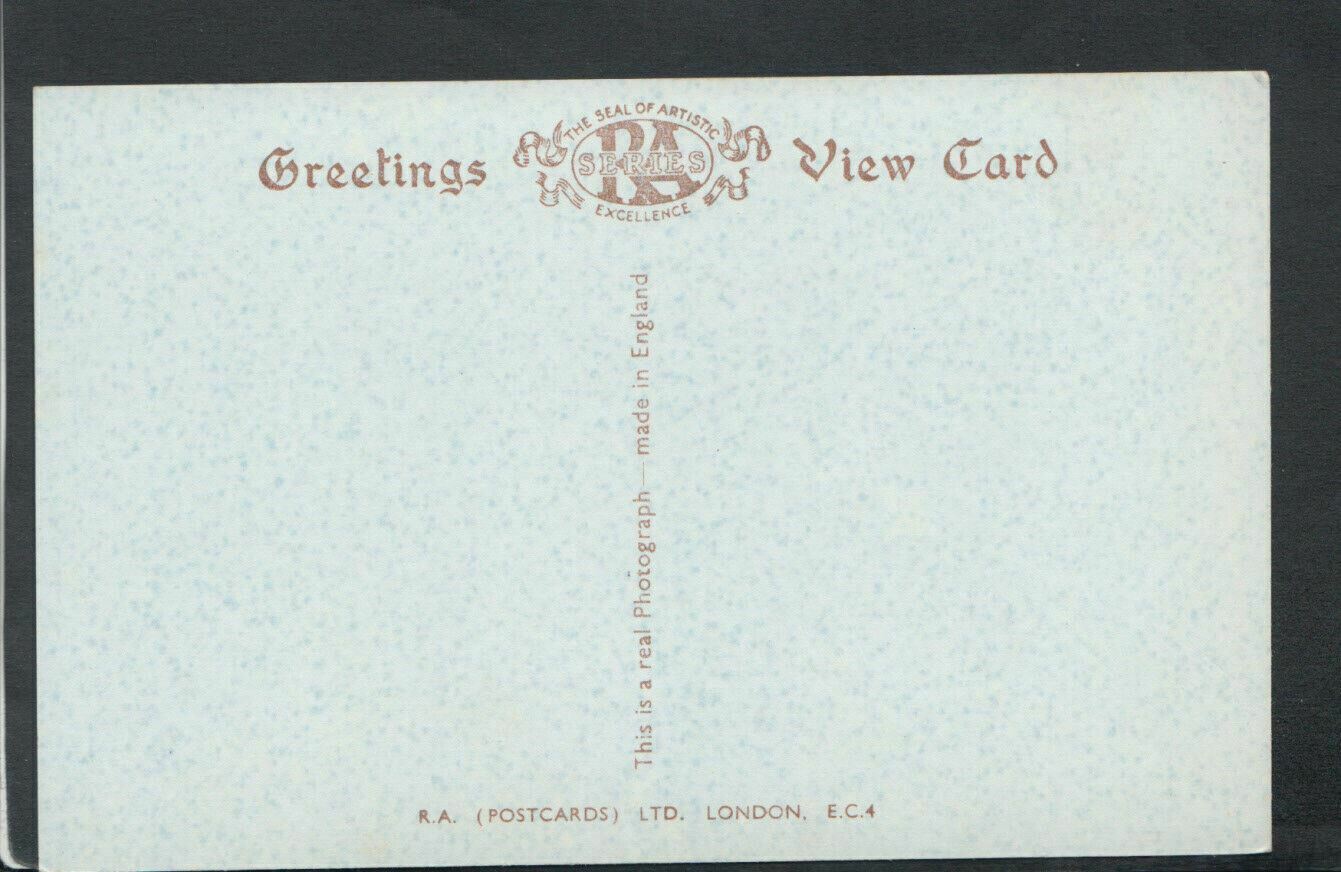 Greetings
THE SEAL OF ARTISTIC
RA
SERIES
EXCELLENCE
View Card
This is a real Photograph — made in England
R.A. (POSTCARDS) LTD. LONDON, E.C.4